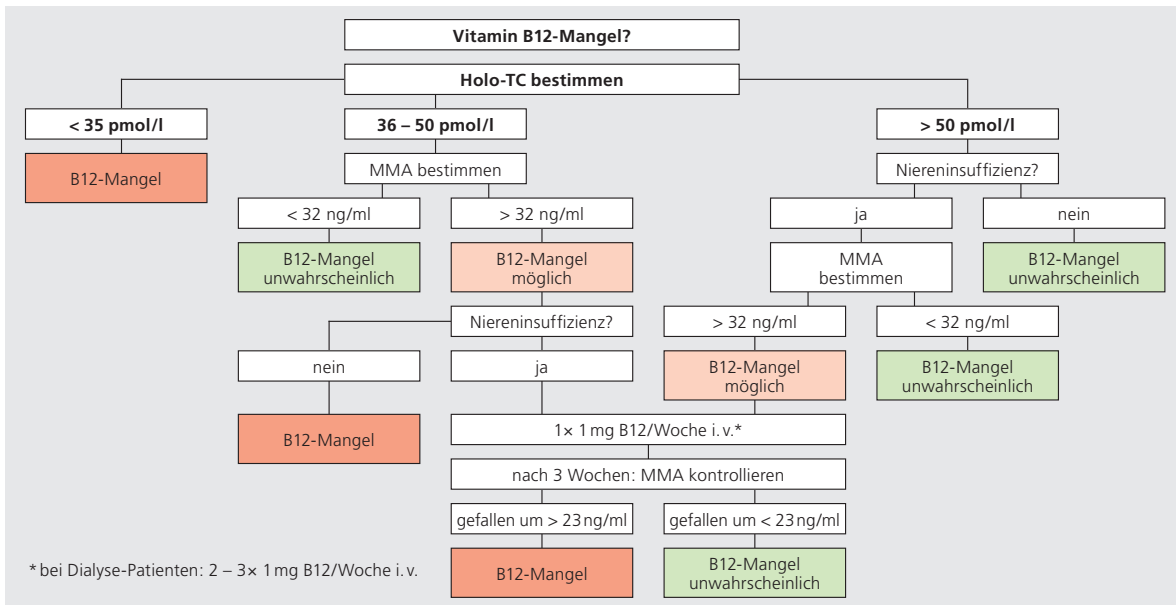 Vitamin B12-Mangel?
Holo-TC bestimmen
< 35 pmol/l
36 – 50 pmol/l
> 50 pmol/l
B12-Mangel
MMA bestimmen
Niereninsuffizienz?
< 32 ng/ml
> 32 ng/ml
ja
nein
B12-Mangel
unwahrscheinlich
B12-Mangel
möglich
MMA
bestimmen
B12-Mangel
unwahrscheinlich
Niereninsuffizienz?
> 32 ng/ml
< 32 ng/ml
nein
ja
B12-Mangel
möglich
B12-Mangel
unwahrscheinlich
B12-Mangel
1× 1 mg B12/Woche i. v.*
nach 3 Wochen: MMA kontrollieren
gefallen um > 23 ng/ml
gefallen um < 23 ng/ml
B12-Mangel
B12-Mangel
unwahrscheinlich
* bei Dialyse-Patienten: 2 – 3× 1 mg B12/Woche i. v.